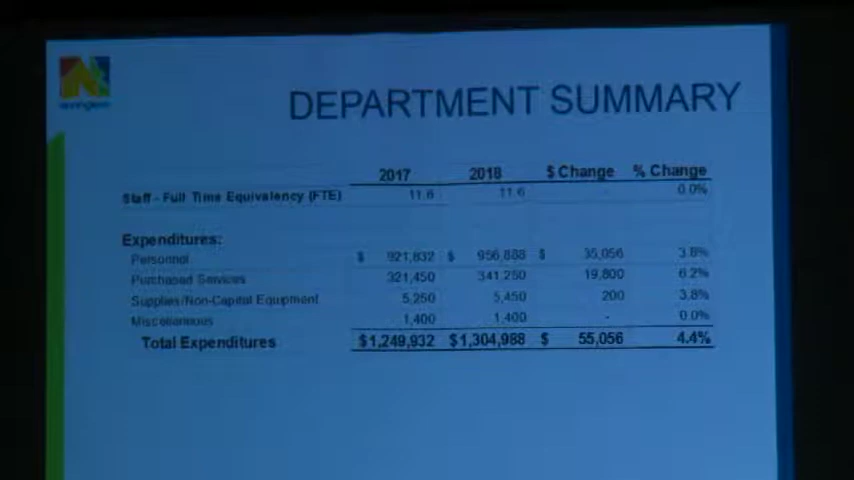 DEPARTMENT SUMMARY
2017 2018 $ Change % Change
Staff - Full Time Equivalency (FTE) 11.6 11.6 - 0.0%
Expenditures:
Personnel $ 921,832 $ 956,888 $ 35,056 3.8%
Purchased Services 321,450 341,250 19,800 6.2%
Supplies/Non-Capital Equipment 5,250 5,450 200 3.8%
Miscellaneous 1,400 1,400 - 0.0%
Total Expenditures $1,249,932 $1,304,988 $ 55,056 4.4%